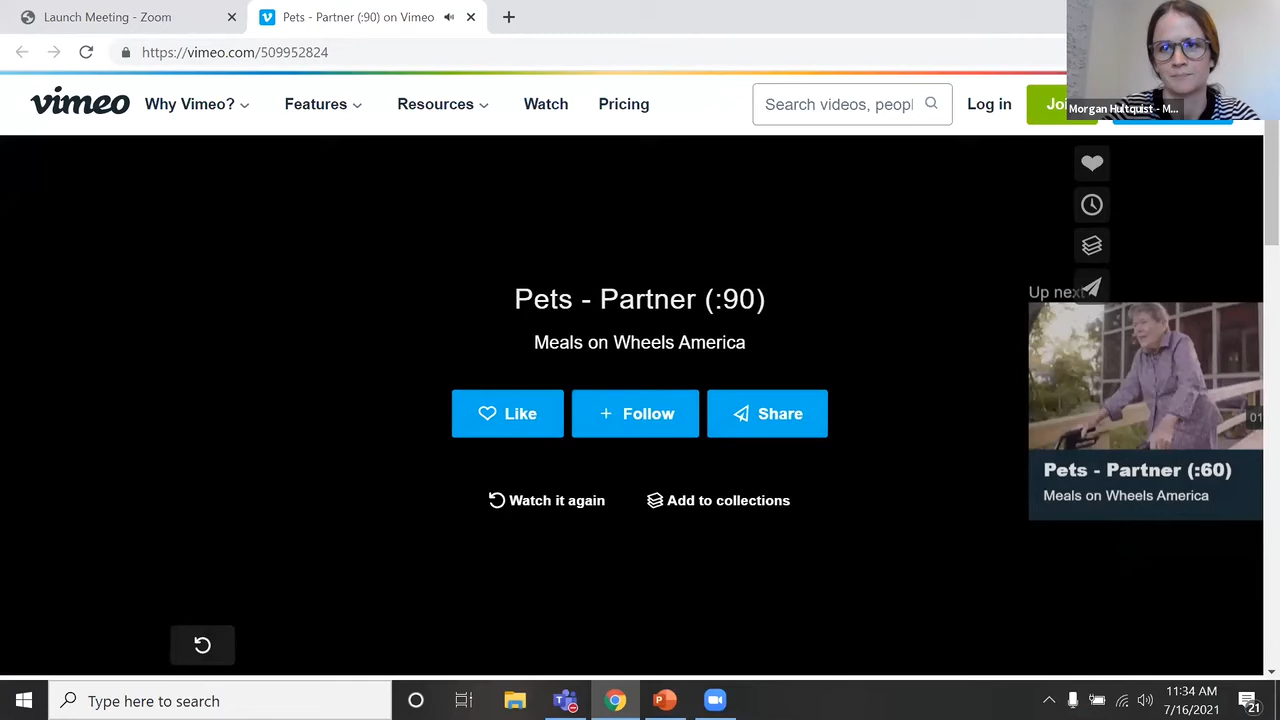 Launch Meeting - Zoom
Pets - Partner (:90) on Vimeo
https://vimeo.com/509952824
vimeo Why Vimeo? Features Resources Watch Pricing Search videos, peopl Log in Joi
Morgan Hultquist - M...
Pets - Partner (:90)
Meals on Wheels America
Like Follow Share
Watch it again Add to collections
Up next
01
Pets - Partner (:60)
Meals on Wheels America
Type here to search
11:34 AM
7/16/2021
21